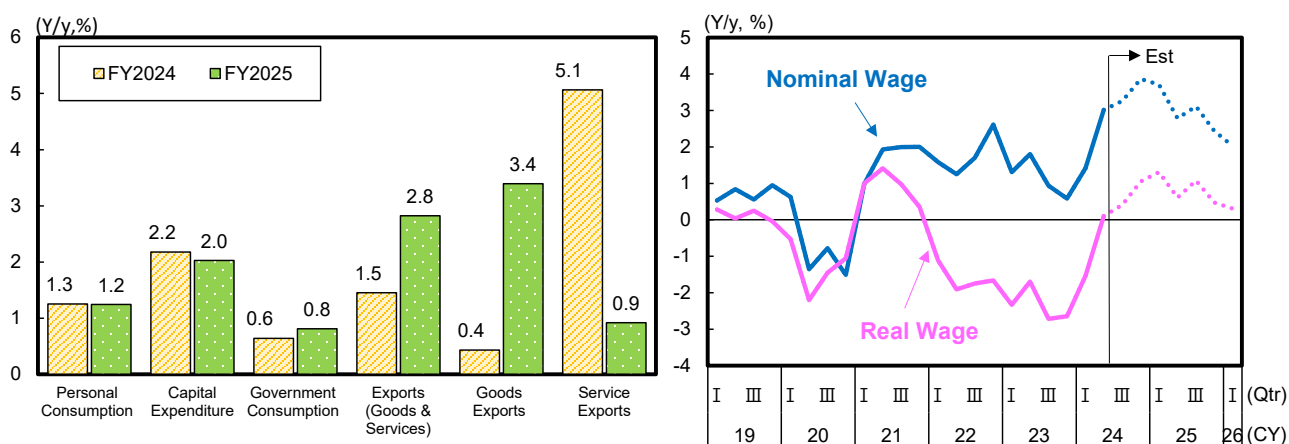 (Y/y,%)
6
5
4
3
2
1
0
FY2024
FY2025
1.3
1.2
2.2
2.0
0.6
0.8
1.5
2.8
0.4
3.4
5.1
0.9
Personal
Consumption
Capital
Expenditure
Government
Consumption
Exports
(Goods &
Services)
Goods
Exports
Service
Exports
(Y/y, %)
5
4
3
2
1
0
-1
-2
-3
-4
Est
Nominal Wage
Real Wage
I Ⅲ I Ⅲ I Ⅲ I Ⅲ I Ⅲ I Ⅲ I Ⅲ I (Qtr)
19 20 21 22 23 24 25 26 (CY)